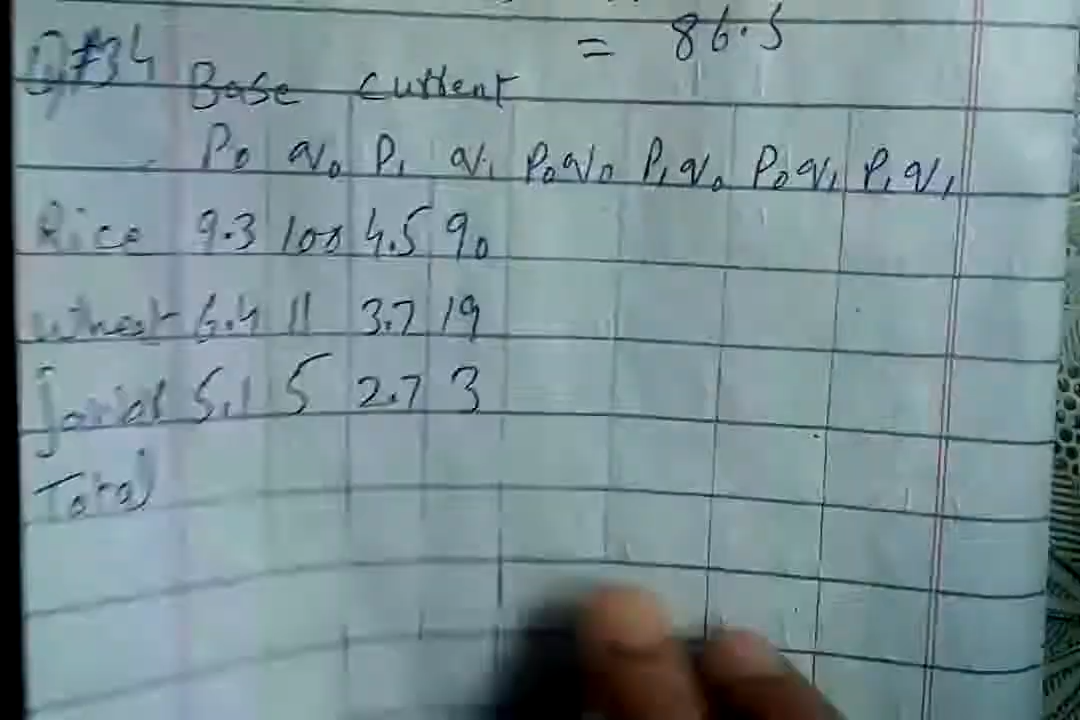 = 86.5
Q#34 Base Current
P₀ q₀ P₁ q₁ P₀q₀ P₁q₀ P₀q₁ P₁q₁
Rice 9.3 100 4.5 90
Wheat 6.4 11 3.7 19
Jowar 5.1 5 2.7 3
Total